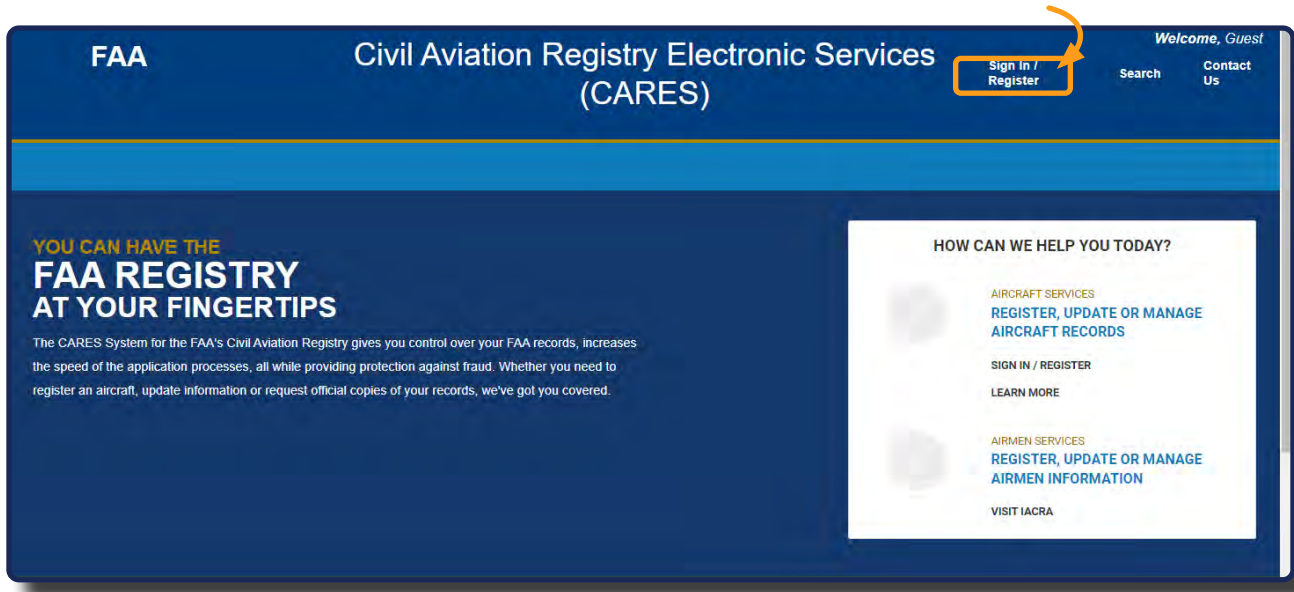 FAA
Civil Aviation Registry Electronic Services
(CARES)
Welcome, Guest
Sign In /
Register
Search
Contact
Us
YOU CAN HAVE THE
FAA REGISTRY
AT YOUR FINGERTIPS
The CARES System for the FAA's Civil Aviation Registry gives you control over your FAA records, increases
the speed of the application processes, all while providing protection against fraud. Whether you need to
register an aircraft, update information or request official copies of your records, we've got you covered.
HOW CAN WE HELP YOU TODAY?
AIRCRAFT SERVICES
REGISTER, UPDATE OR MANAGE
AIRCRAFT RECORDS
SIGN IN / REGISTER
LEARN MORE
AIRMEN SERVICES
REGISTER, UPDATE OR MANAGE
AIRMEN INFORMATION
VISIT IACRA